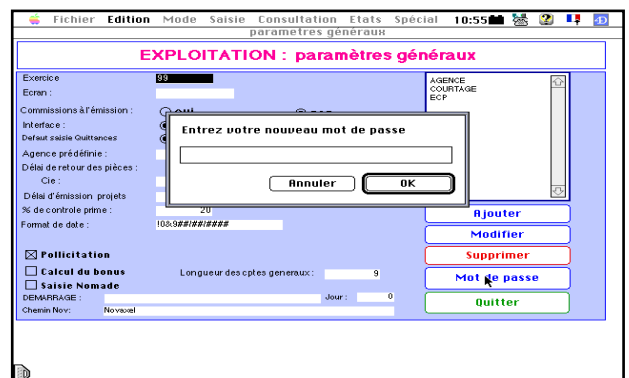 Fichier Edition Mode Saisie Consultation Etats Spécial 10:55
parametres généraux
EXPLOITATION : paramètres généraux
Exercice 99
Ecran :
Commissions à l'émission :
Interface :
Defaut saisie Quittances
Agence prédéfinie :
Délai de retour des pièces :
Cie :
Délai d'émission projets
% de controle prime : 20
Format de date : !0&9##/##/####
Pollicitation
Calcul du bonus
Saisie Nomade
Longueur des cptes generaux : 9
DEMARRAGE : Jour : 0
Chemin Nov: Novaxel
AGENCE
COURTAGE
ECP
Entrez votre nouveau mot de passe
Annuler OK
Ajouter
Modifier
Supprimer
Mot de passe
Quitter